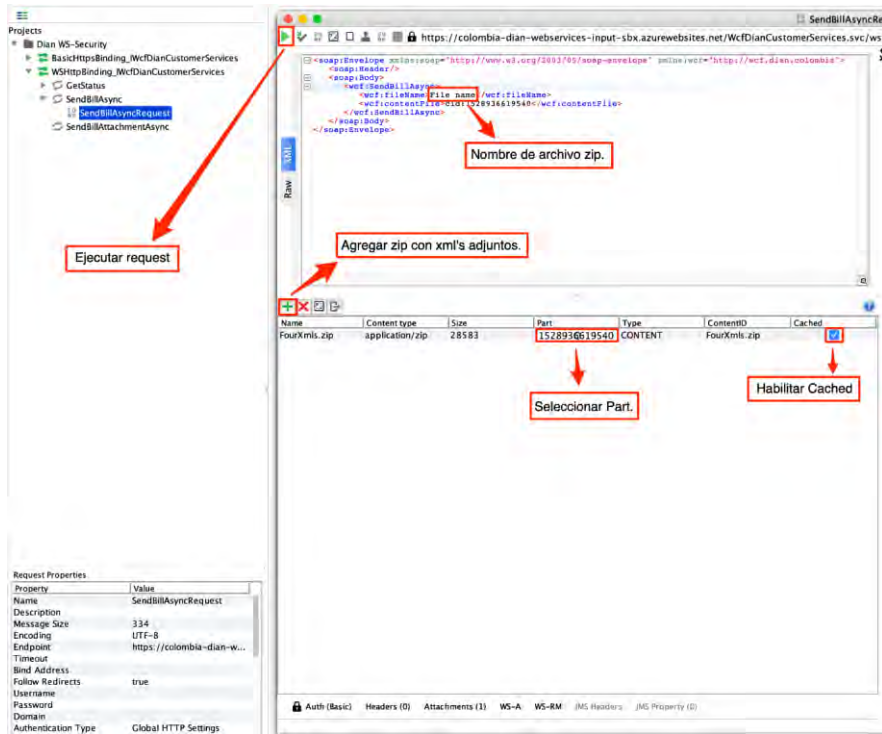 Projects
Dian WS-Security
BasicHttpsBinding_IWcfDianCustomerServices
WSHttpBinding_IWcfDianCustomerServices
GetStatus
SendBillAsync
SendBillAsyncRequest
SendBillAttachmentAsync
Ejecutar request
Request Properties
Property Value
Name SendBillAsyncRequest
Description
Message Size 334
Encoding UTF-8
Endpoint https://colombia-dian-w...
Timeout
Bind Address
Follow Redirects true
Username
Password
Domain
Authentication Type Global HTTP Settings
SendBillAsyncRe
https://colombia-dian-webservices-input-sbx.azurewebsites.net/WcfDianCustomerServices.svc/ws
<soap:Envelope xmlns:soap="http://www.w3.org/2003/05/soap-envelope" xmlns:wcf="http://wcf.dian.colombia">
<soap:Header/>
<soap:Body>
<wcf:SendBillAsync>
<wcf:fileName>File name</wcf:fileName>
<wcf:contentFile>cid:1528936619540</wcf:contentFile>
</wcf:SendBillAsync>
</soap:Body>
</soap:Envelope>
XML
Raw
Nombre de archivo zip.
Agregar zip con xml's adjuntos.
Name Content type Size Part Type ContentID Cached
FourXmls.zip application/zip 28583 1528936619540 CONTENT FourXmls.zip
Seleccionar Part.
Habilitar Cached
Auth (Basic) Headers (0) Attachments (1) WS-A WS-RM JMS Headers JMS Property (0)